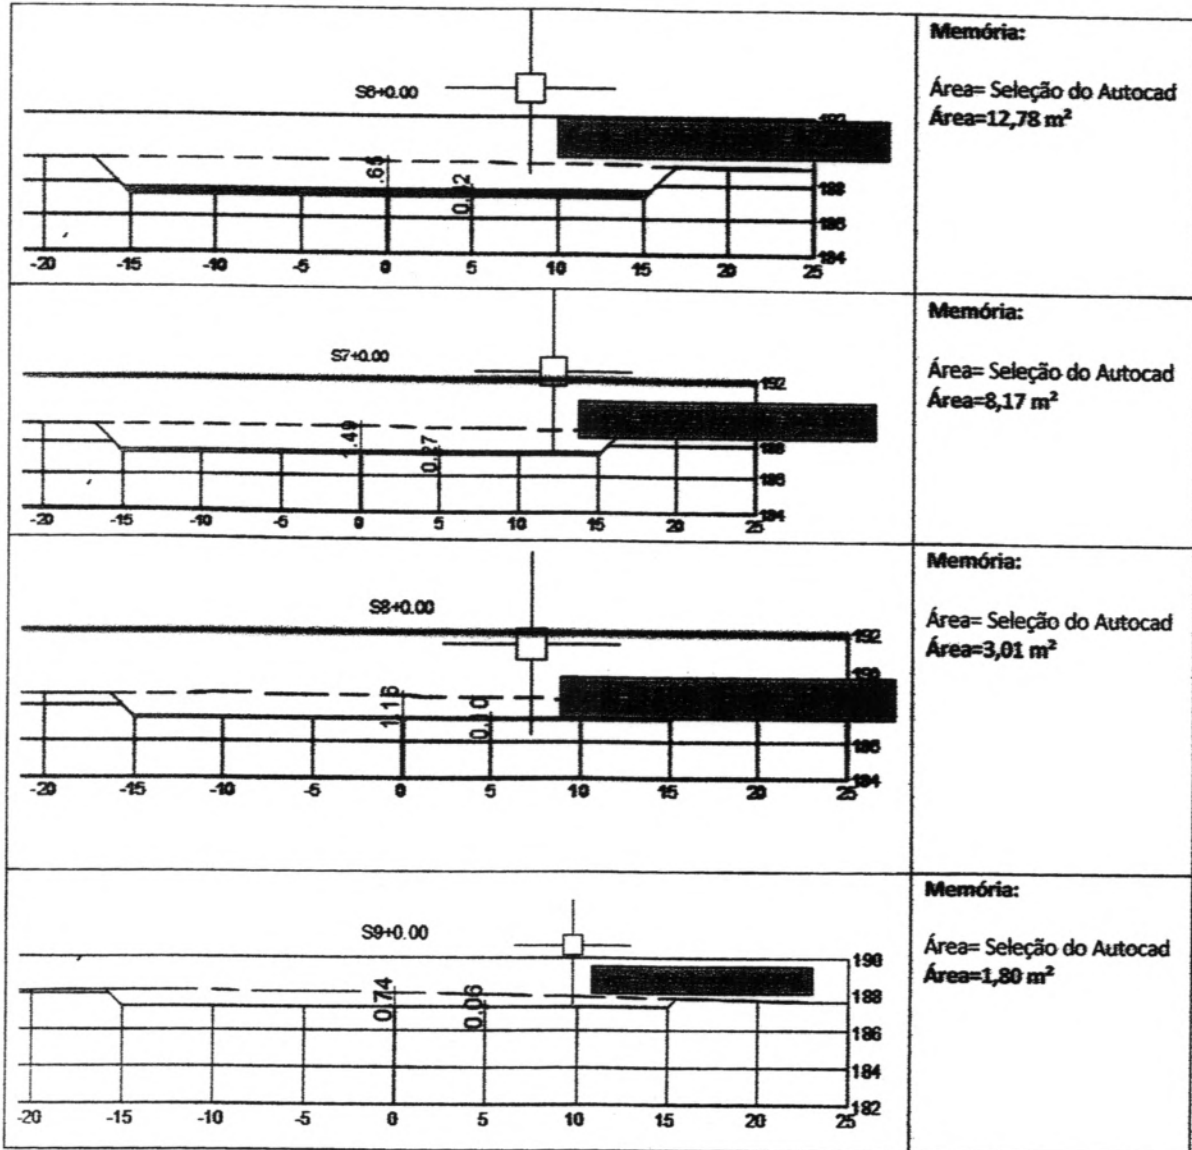 S6+0.00
192
.65
188
186
184
-20 -15 -10 -5 0 5 10 15 20 25
Memória:
Área= Seleção do Autocad
Área=12,78 m²
S7+0.00
192
1.49
0.27
188
186
184
-20 -15 -10 -5 0 5 10 15 20 25
Memória:
Área= Seleção do Autocad
Área=8,17 m²
S8+0.00
192
190
1.16
186
184
-20 -15 -10 -5 0 5 10 15 20 25
Memória:
Área= Seleção do Autocad
Área=3,01 m²
S9+0.00
190
0.74
0.06
188
186
184
182
-20 -15 -10 -5 0 5 10 15 20 25
Memória:
Área= Seleção do Autocad
Área=1,80 m²